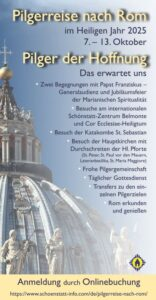 Pilgerreise nach Rom
im Heiligen Jahr 2025
7. – 13. Oktober
Pilger der Hoffnung
Das erwartet uns
• Zwei Begegnungen mit Papst Franziskus –
Generalaudienz und Jubiläumsfeier
der Marianischen Spiritualität
• Besuche am internationalen
Schönstatt-Zentrum Belmonte
und Cor Ecclesiae-Heiligtum
• Besuch der Katakombe St. Sebastian
• Besuch der Hauptkirchen mit
Durchschreiten der Hl. Pforte
(St. Peter, St. Paul vor den Mauern,
Lateranbasilika, St. Maria Maggiore)
• Frohe Pilgergemeinschaft
• Täglicher Gottesdienst
• Transfers zu den ein-
zelnen Pilgerzielen
• Rom erkunden
und genießen
Anmeldung durch Onlinebuchung
https://www.schoenstatt-info.com/de/pilgerreise-nach-rom/